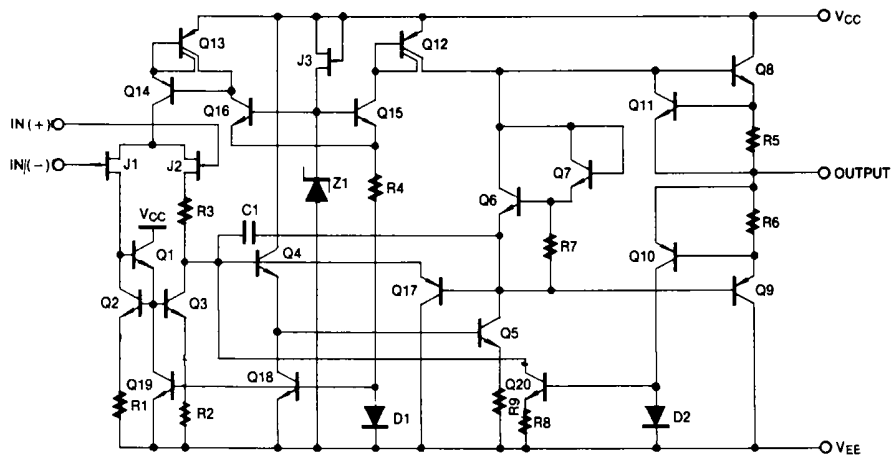 VCC
Q13
J3
Q12
Q8
Q14
Q16
Q15
Q11
IN (+)
R5
IN (-)
J1
J2
Z1
R4
Q7
OUTPUT
R3
Q6
VCC
C1
R6
Q1
Q4
R7
Q10
Q2
Q3
Q17
Q9
Q5
Q19
Q18
Q20
R1
R2
D1
R9
R8
D2
VEE